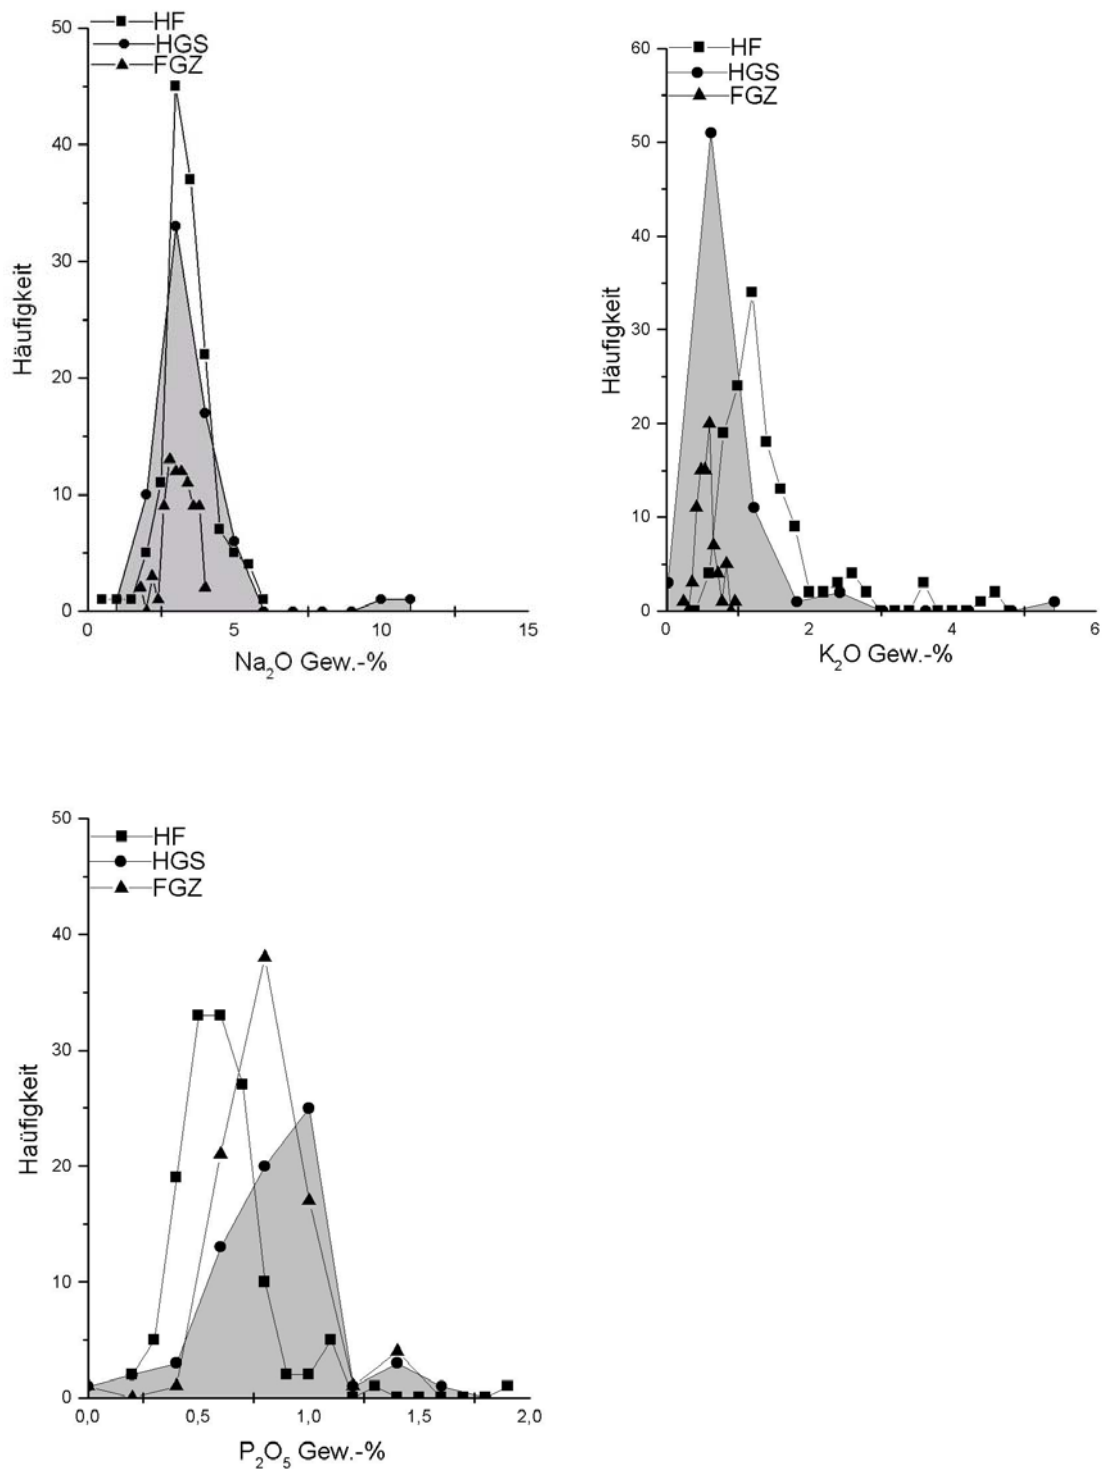 50
HF
HGS
FGZ
40
30
20
10
0
Häufigkeit
0 5 10 15
Na₂O Gew.-%
60
HF
HGS
FGZ
50
40
30
20
10
0
Häufigkeit
0 2 4 6
K₂O Gew.-%
50
HF
HGS
FGZ
40
30
20
10
0
Haüfigkeit
0,0 0,5 1,0 1,5 2,0
P₂O₅ Gew.-%